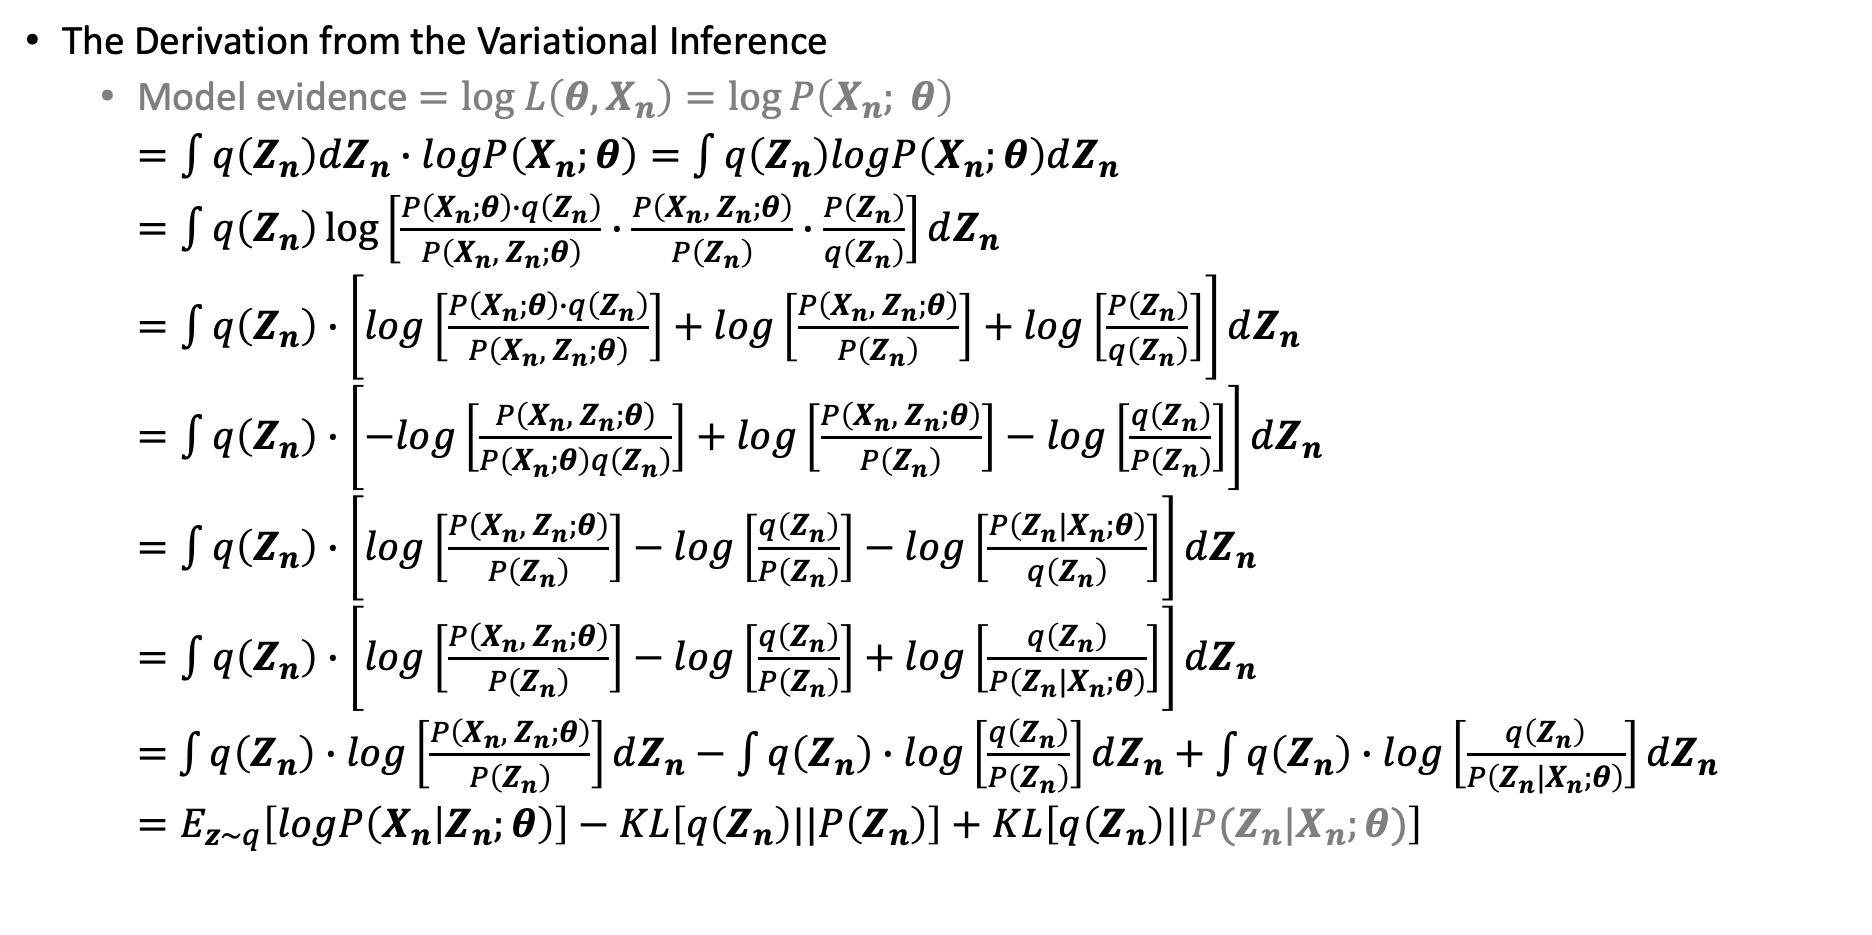 • The Derivation from the Variational Inference
• Model evidence = log L(θ, Xₙ) = log P(Xₙ; θ)
= ∫ q(Zₙ)dZₙ · logP(Xₙ; θ) = ∫ q(Zₙ)logP(Xₙ; θ)dZₙ
= ∫ q(Zₙ) log [P(Xₙ;θ)·q(Zₙ) / P(Xₙ, Zₙ;θ) · P(Xₙ, Zₙ;θ) / P(Zₙ) · P(Zₙ) / q(Zₙ)] dZₙ
= ∫ q(Zₙ) · [log [P(Xₙ;θ)·q(Zₙ) / P(Xₙ, Zₙ;θ)] + log [P(Xₙ, Zₙ;θ) / P(Zₙ)] + log [P(Zₙ) / q(Zₙ)]] dZₙ
= ∫ q(Zₙ) · [−log [P(Xₙ, Zₙ;θ) / P(Xₙ;θ)q(Zₙ)] + log [P(Xₙ, Zₙ;θ) / P(Zₙ)] − log [q(Zₙ) / P(Zₙ)]] dZₙ
= ∫ q(Zₙ) · [log [P(Xₙ, Zₙ;θ) / P(Zₙ)] − log [q(Zₙ) / P(Zₙ)] − log [P(Zₙ|Xₙ;θ) / q(Zₙ)]] dZₙ
= ∫ q(Zₙ) · [log [P(Xₙ, Zₙ;θ) / P(Zₙ)] − log [q(Zₙ) / P(Zₙ)] + log [q(Zₙ) / P(Zₙ|Xₙ;θ)]] dZₙ
= ∫ q(Zₙ) · log [P(Xₙ, Zₙ;θ) / P(Zₙ)] dZₙ − ∫ q(Zₙ) · log [q(Zₙ) / P(Zₙ)] dZₙ + ∫ q(Zₙ) · log [q(Zₙ) / P(Zₙ|Xₙ;θ)] dZₙ
= E_z~q[logP(Xₙ|Zₙ; θ)] − KL[q(Zₙ)||P(Zₙ)] + KL[q(Zₙ)||P(Zₙ|Xₙ; θ)]